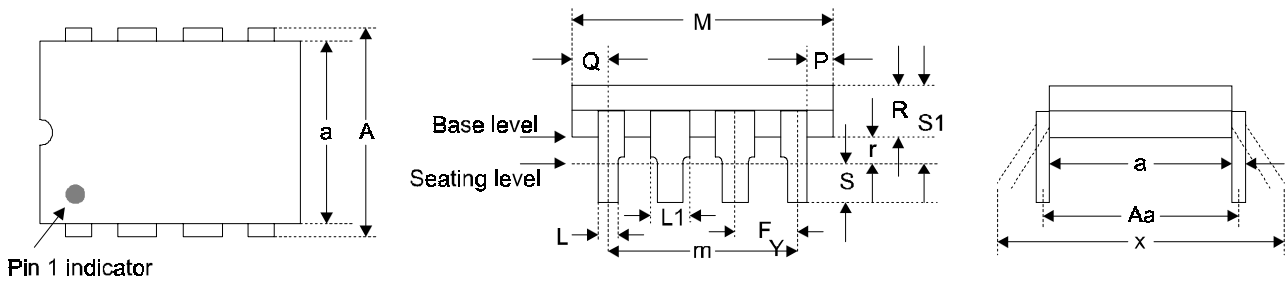 a
A
Pin 1 indicator
M
Q
P
Base level
Seating level
R
S1
r
S
L
L1
F
Y
m
a
Aa
x